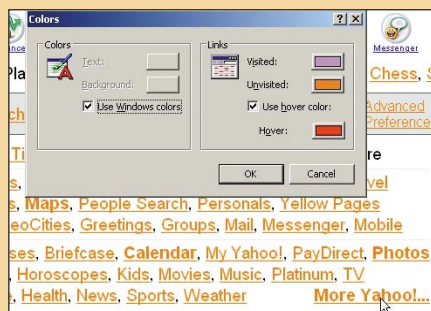 Colors
Colors
Text:
Background:
Use Windows colors
Links
Visited:
Unvisited:
Use hover color:
Hover:
OK
Cancel
Messenger
Chess,
Advanced
Preference
Maps, People Search, Personals, Yellow Pages
eoCities, Greetings, Groups, Mail, Messenger, Mobile
ses, Briefcase, Calendar, My Yahoo!, PayDirect, Photos
, Horoscopes, Kids, Movies, Music, Platinum, TV
, Health, News, Sports, Weather
More Yahoo!...